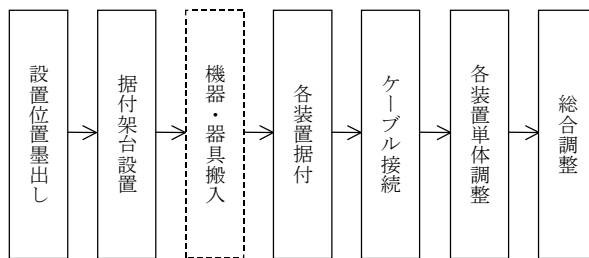 設置位置墨出し
据付架台設置
機器・器具搬入
各装置据付
ケーブル接続
各装置単体調整
総合調整